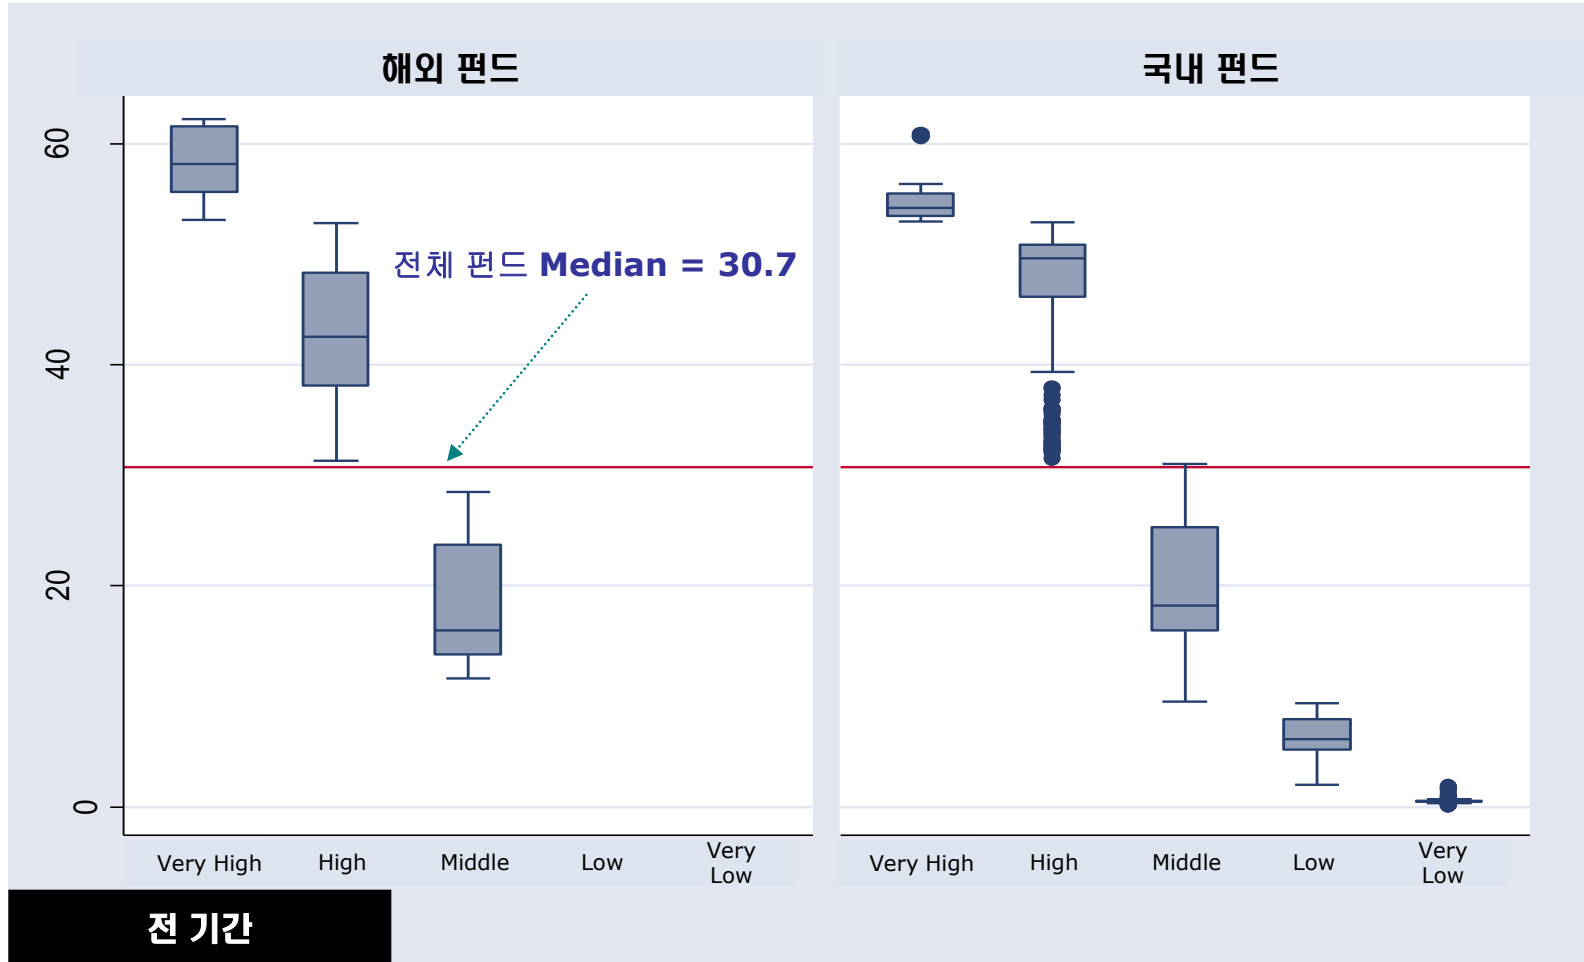 해외 펀드
국내 펀드
60
40
20
0
전체 펀드 Median = 30.7
Very High
High
Middle
Low
Very
Low
Very High
High
Middle
Low
Very
Low
전 기간